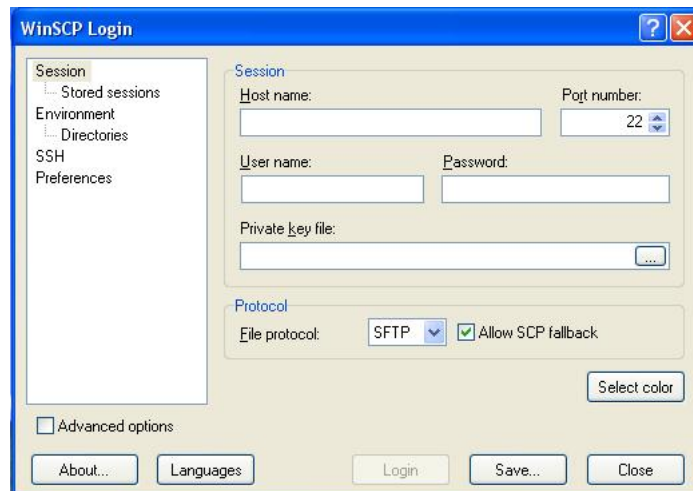 WinSCP Login
Session
Stored sessions
Environment
Directories
SSH
Preferences
Session
Host name:
Port number:
22
User name:
Password:
Private key file:
...
Protocol
File protocol:
SFTP
Allow SCP fallback
Select color
Advanced options
About...
Languages
Login
Save...
Close